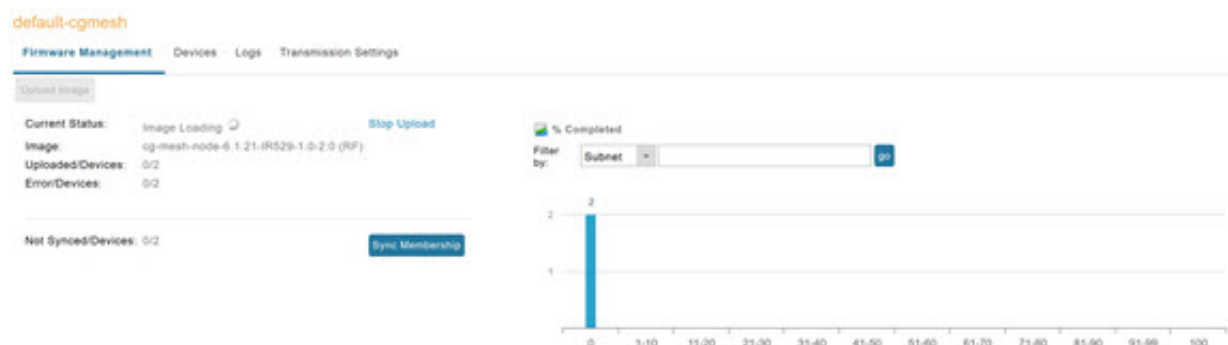 default-cgmesh
Firmware Management Devices Logs Transmission Settings
Upload Image
Current Status: Image Loading Stop Upload
Image: cg-mesh-node-6.1.21-IR529-1.0-2.0 (RF)
Uploaded/Devices: 0/2
Error/Devices: 0/2
Not Synced/Devices: 0/2 Sync Membership
% Completed
Filter by: Subnet go
2
2
1
0 1-10 11-20 21-30 31-40 41-50 51-60 61-70 71-80 81-90 91-99 100